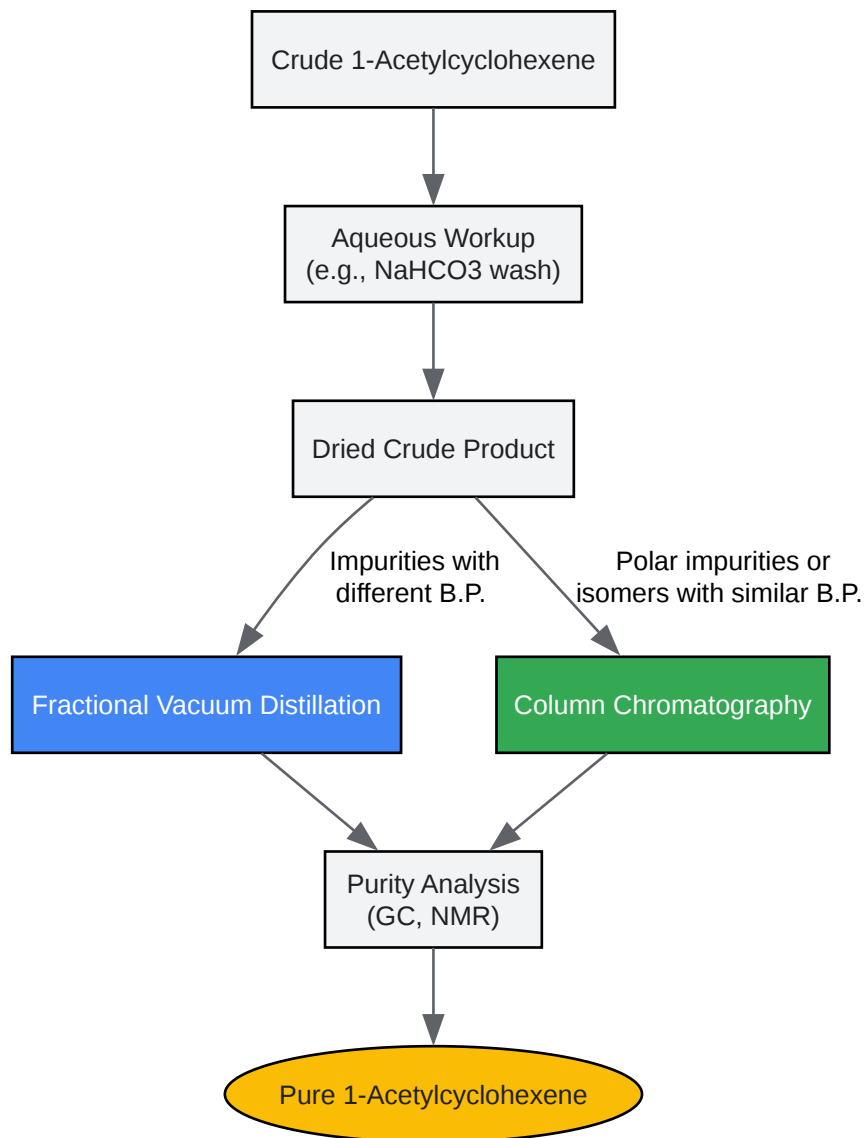 Crude 1-Acetylcyclohexene
Aqueous Workup
(e.g., NaHCO3 wash)
Dried Crude Product
Impurities with
different B.P.
Polar impurities or
isomers with similar B.P.
Fractional Vacuum Distillation
Column Chromatography
Purity Analysis
(GC, NMR)
Pure 1-Acetylcyclohexene